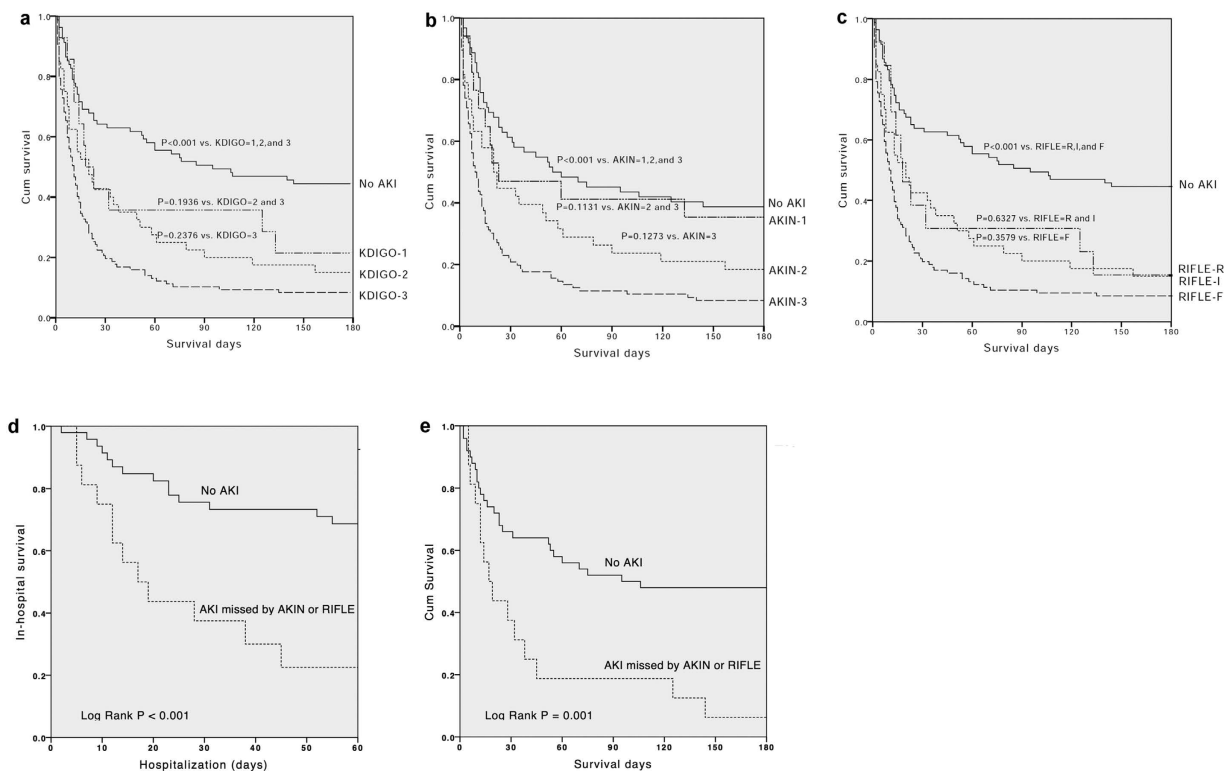 a
Cum survival
1.0
0.8
0.6
0.4
0.2
0.0
P<0.001 vs. KDIGO=1,2,and 3
No AKI
P=0.1936 vs. KDIGO=2 and 3
P=0.2376 vs. KDIGO=3
KDIGO-1
KDIGO-2
KDIGO-3
0 30 60 90 120 150 180
Survival days
b
Cum survival
1.0
0.8
0.6
0.4
0.2
0.0
P<0.001 vs. AKIN=1,2, and 3
No AKI
P=0.1131 vs. AKIN=2 and 3
AKIN-1
P=0.1273 vs. AKIN=3
AKIN-2
AKIN-3
0 30 60 90 120 150 180
Survival days
c
Cum survival
1.0
0.8
0.6
0.4
0.2
0.0
P<0.001 vs. RIFLE=R,I,and F
No AKI
P=0.6327 vs. RIFLE=R and I
P=0.3579 vs. RIFLE=F
RIFLE-R
RIFLE-I
RIFLE-F
0 30 60 90 120 150 180
Survival days
d
In-hospital survival
1.0
0.8
0.6
0.4
0.2
0.0
No AKI
AKI missed by AKIN or RIFLE
Log Rank P < 0.001
0 10 20 30 40 50 60
Hospitalization (days)
e
Cum Survival
1.0
0.8
0.6
0.4
0.2
0.0
No AKI
AKI missed by AKIN or RIFLE
Log Rank P = 0.001
0 30 60 90 120 150 180
Survival days